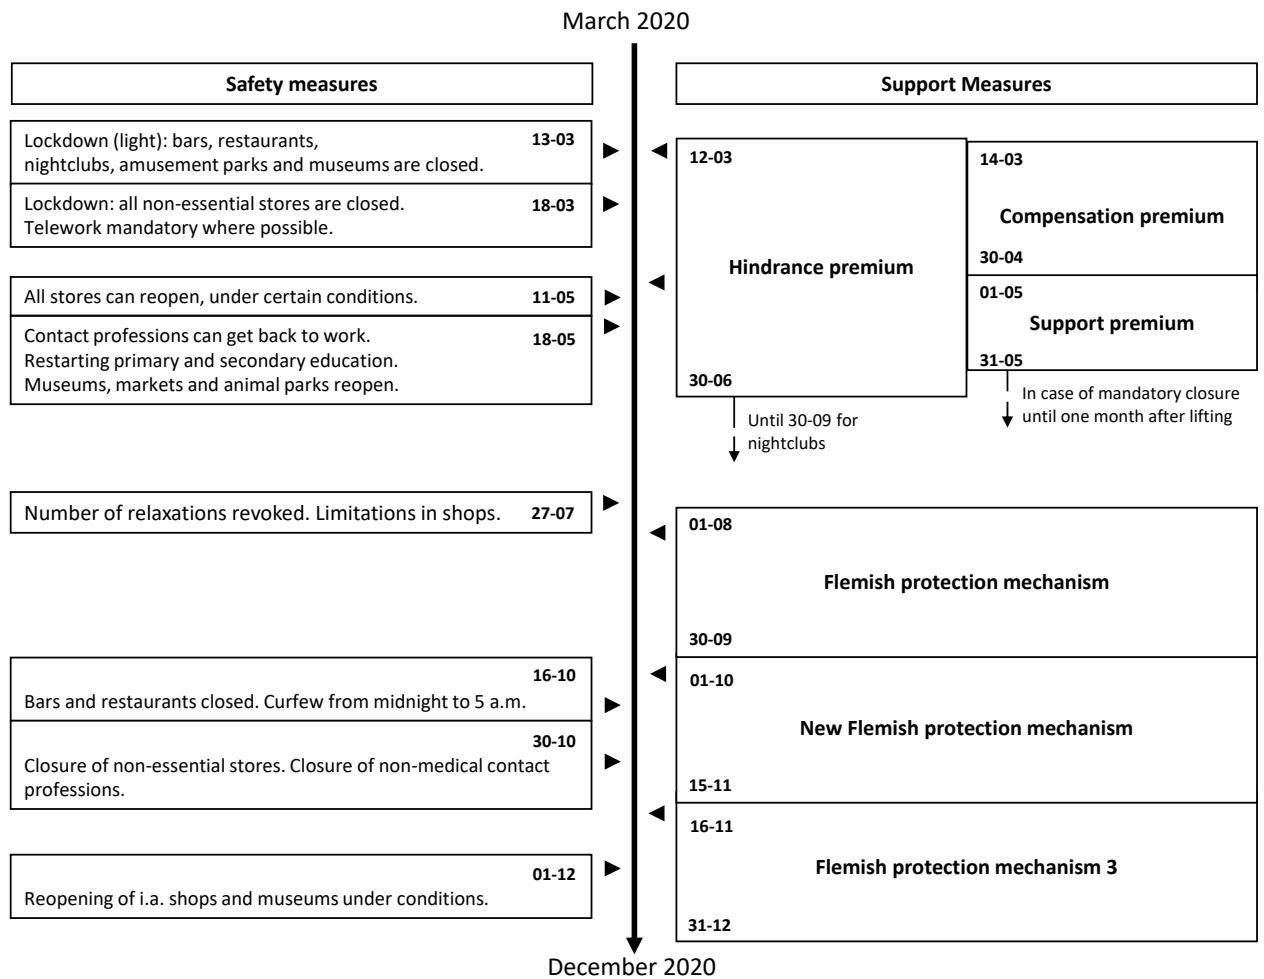 March 2020
Safety measures
Lockdown (light): bars, restaurants, 13-03
nightclubs, amusement parks and museums are closed.
Lockdown: all non-essential stores are closed. 18-03
Telework mandatory where possible.
All stores can reopen, under certain conditions. 11-05
Contact professions can get back to work. 18-05
Restarting primary and secondary education.
Museums, markets and animal parks reopen.
Number of relaxations revoked. Limitations in shops. 27-07
16-10
Bars and restaurants closed. Curfew from midnight to 5 a.m.
30-10
Closure of non-essential stores. Closure of non-medical contact
professions.
01-12
Reopening of i.a. shops and museums under conditions.
Support Measures
12-03
Hindrance premium
30-06
Until 30-09 for
nightclubs
14-03
Compensation premium
30-04
01-05
Support premium
31-05
In case of mandatory closure
until one month after lifting
01-08
Flemish protection mechanism
30-09
01-10
New Flemish protection mechanism
15-11
16-11
Flemish protection mechanism 3
31-12
December 2020